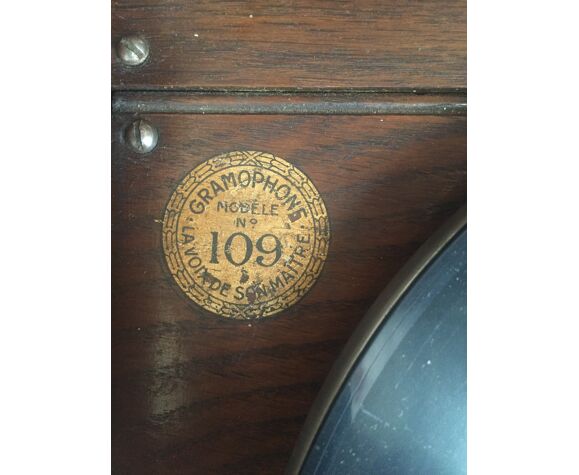 GRAMOPHONE
MODÈLE
Nº
109
LA VOIX DE SON MAÎTRE